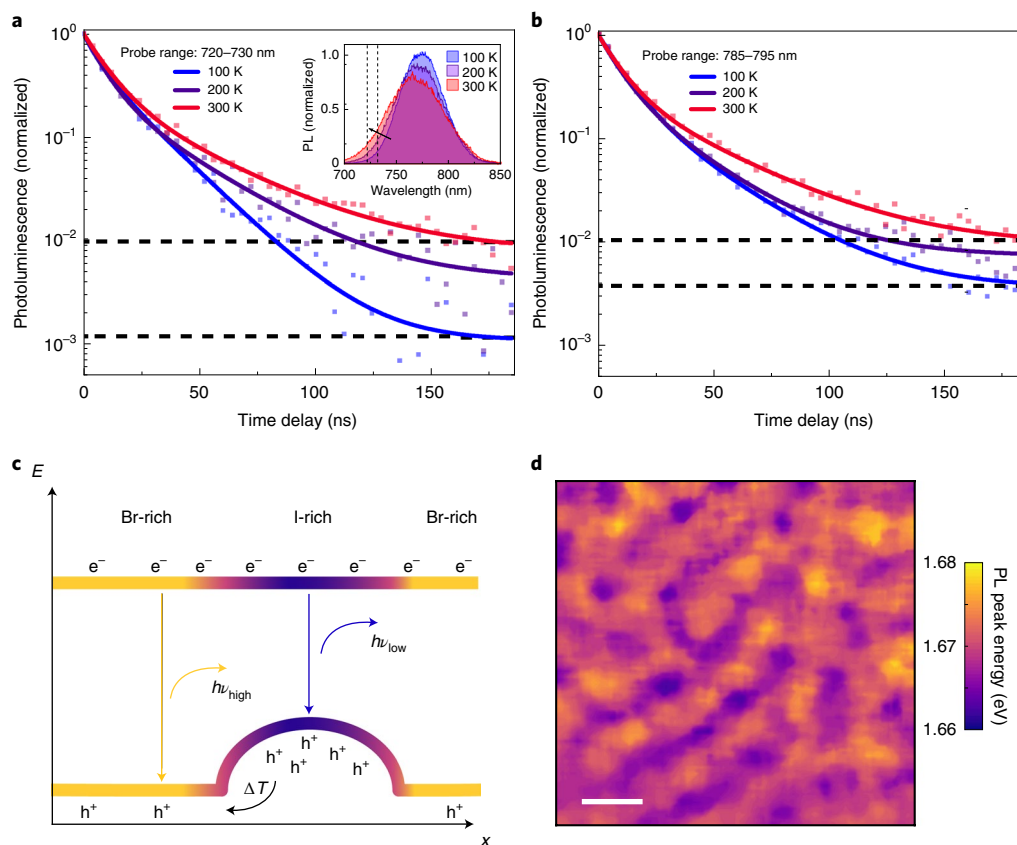 a
Photoluminescence (normalized)
10⁰
10⁻¹
10⁻²
10⁻³
Probe range: 720–730 nm
100 K
200 K
300 K
PL (normalized)
1.0
0.5
0
100 K
200 K
300 K
700 750 800 850
Wavelength (nm)
0 50 100 150
Time delay (ns)
b
Photoluminescence (normalized)
10⁰
10⁻¹
10⁻²
10⁻³
Probe range: 785–795 nm
100 K
200 K
300 K
0 50 100 150
Time delay (ns)
c
E
Br-rich I-rich Br-rich
e⁻ e⁻ e⁻ e⁻ e⁻ e⁻ e⁻ e⁻
hν_low
hν_high
h⁺
h⁺ h⁺
h⁺ h⁺
ΔT
h⁺ h⁺ h⁺
x
d
1.68
1.67
1.66
PL peak energy
(eV)